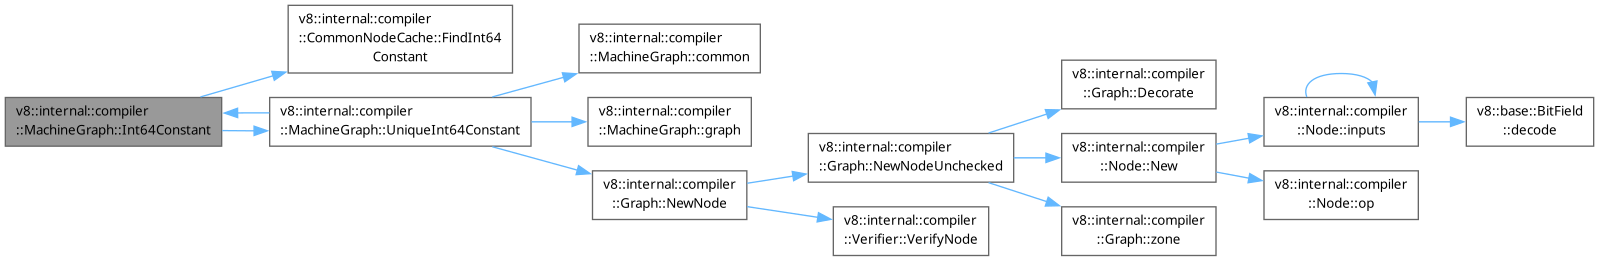 v8::internal::compiler
::MachineGraph::Int64Constant
v8::internal::compiler
::CommonNodeCache::FindInt64
Constant
v8::internal::compiler
::MachineGraph::UniqueInt64Constant
v8::internal::compiler
::MachineGraph::common
v8::internal::compiler
::MachineGraph::graph
v8::internal::compiler
::Graph::NewNode
v8::internal::compiler
::Graph::NewNodeUnchecked
v8::internal::compiler
::Verifier::VerifyNode
v8::internal::compiler
::Graph::Decorate
v8::internal::compiler
::Node::New
v8::internal::compiler
::Graph::zone
v8::internal::compiler
::Node::inputs
v8::internal::compiler
::Node::op
v8::base::BitField
::decode